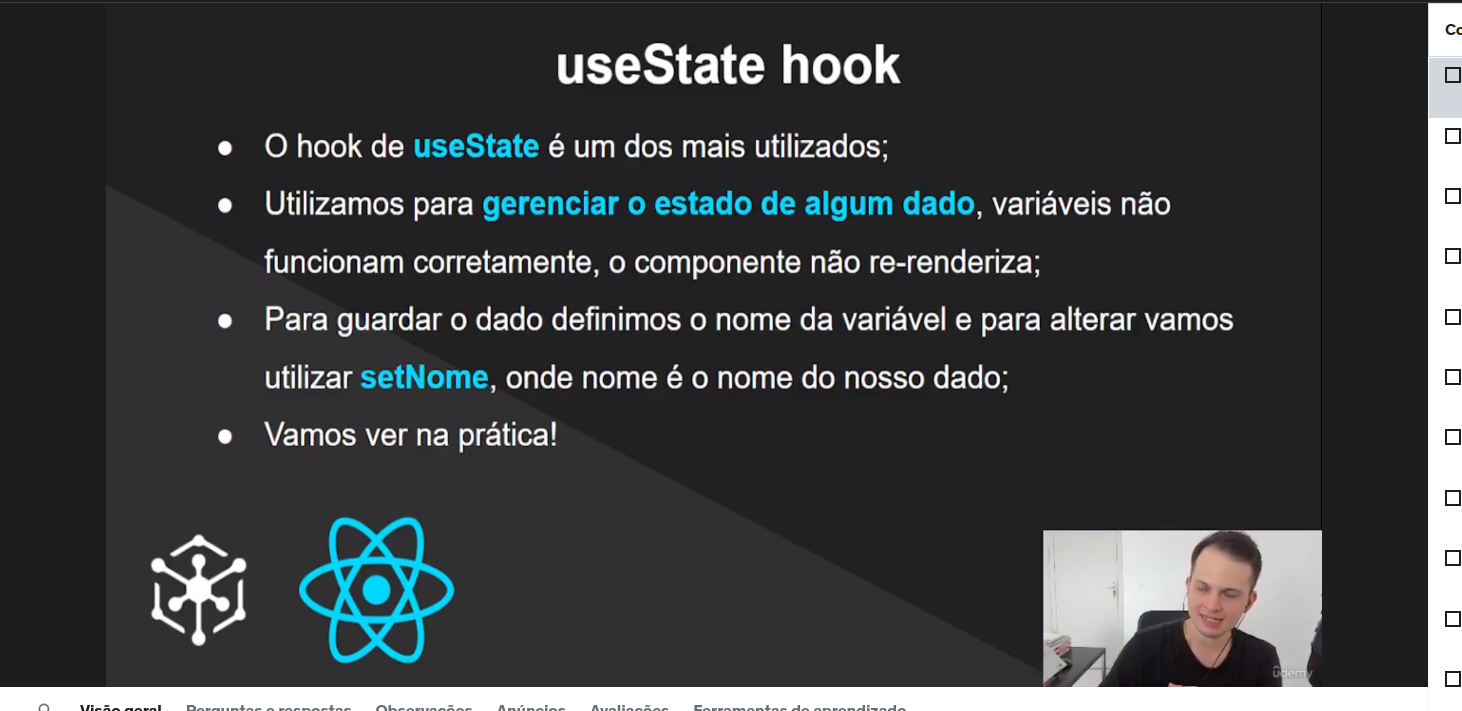 useState hook
Co
● O hook de useState é um dos mais utilizados;
● Utilizamos para gerenciar o estado de algum dado, variáveis não
funcionam corretamente, o componente não re-renderiza;
● Para guardar o dado definimos o nome da variável e para alterar vamos
utilizar setNome, onde nome é o nome do nosso dado;
● Vamos ver na prática!
udemy
Visão geral Perguntas e respostas Observações Anúncios Avaliações Ferramentas de aprendizado